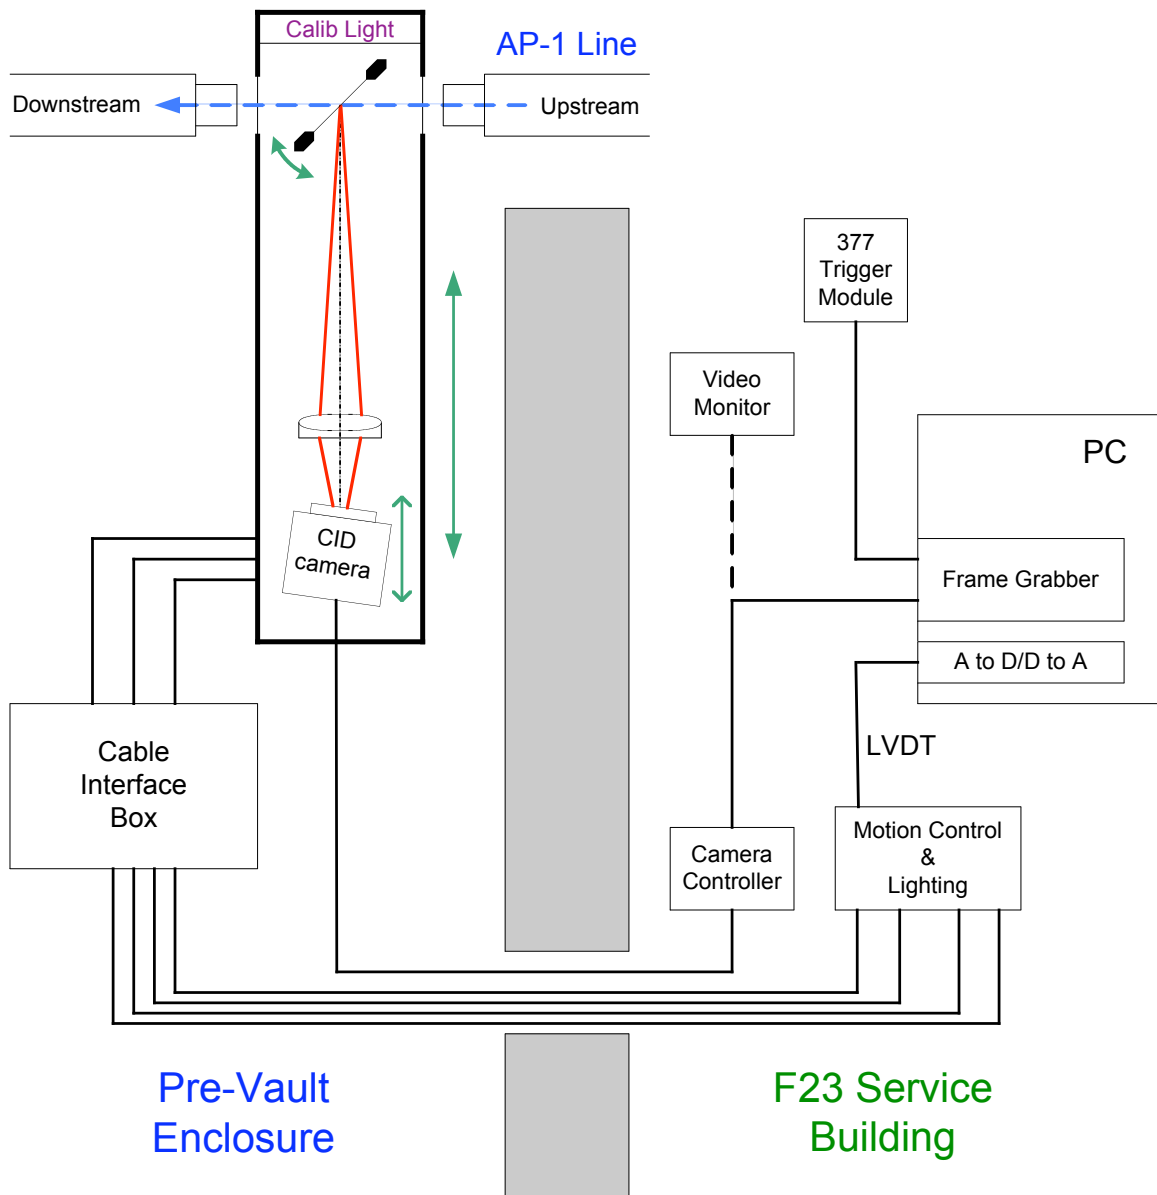 Calib Light
AP-1 Line
Downstream
Upstream
377
Trigger
Module
Video
Monitor
PC
CID
camera
Frame Grabber
A to D/D to A
LVDT
Cable
Interface
Box
Camera
Controller
Motion Control
&
Lighting
Pre-Vault
Enclosure
F23 Service
Building